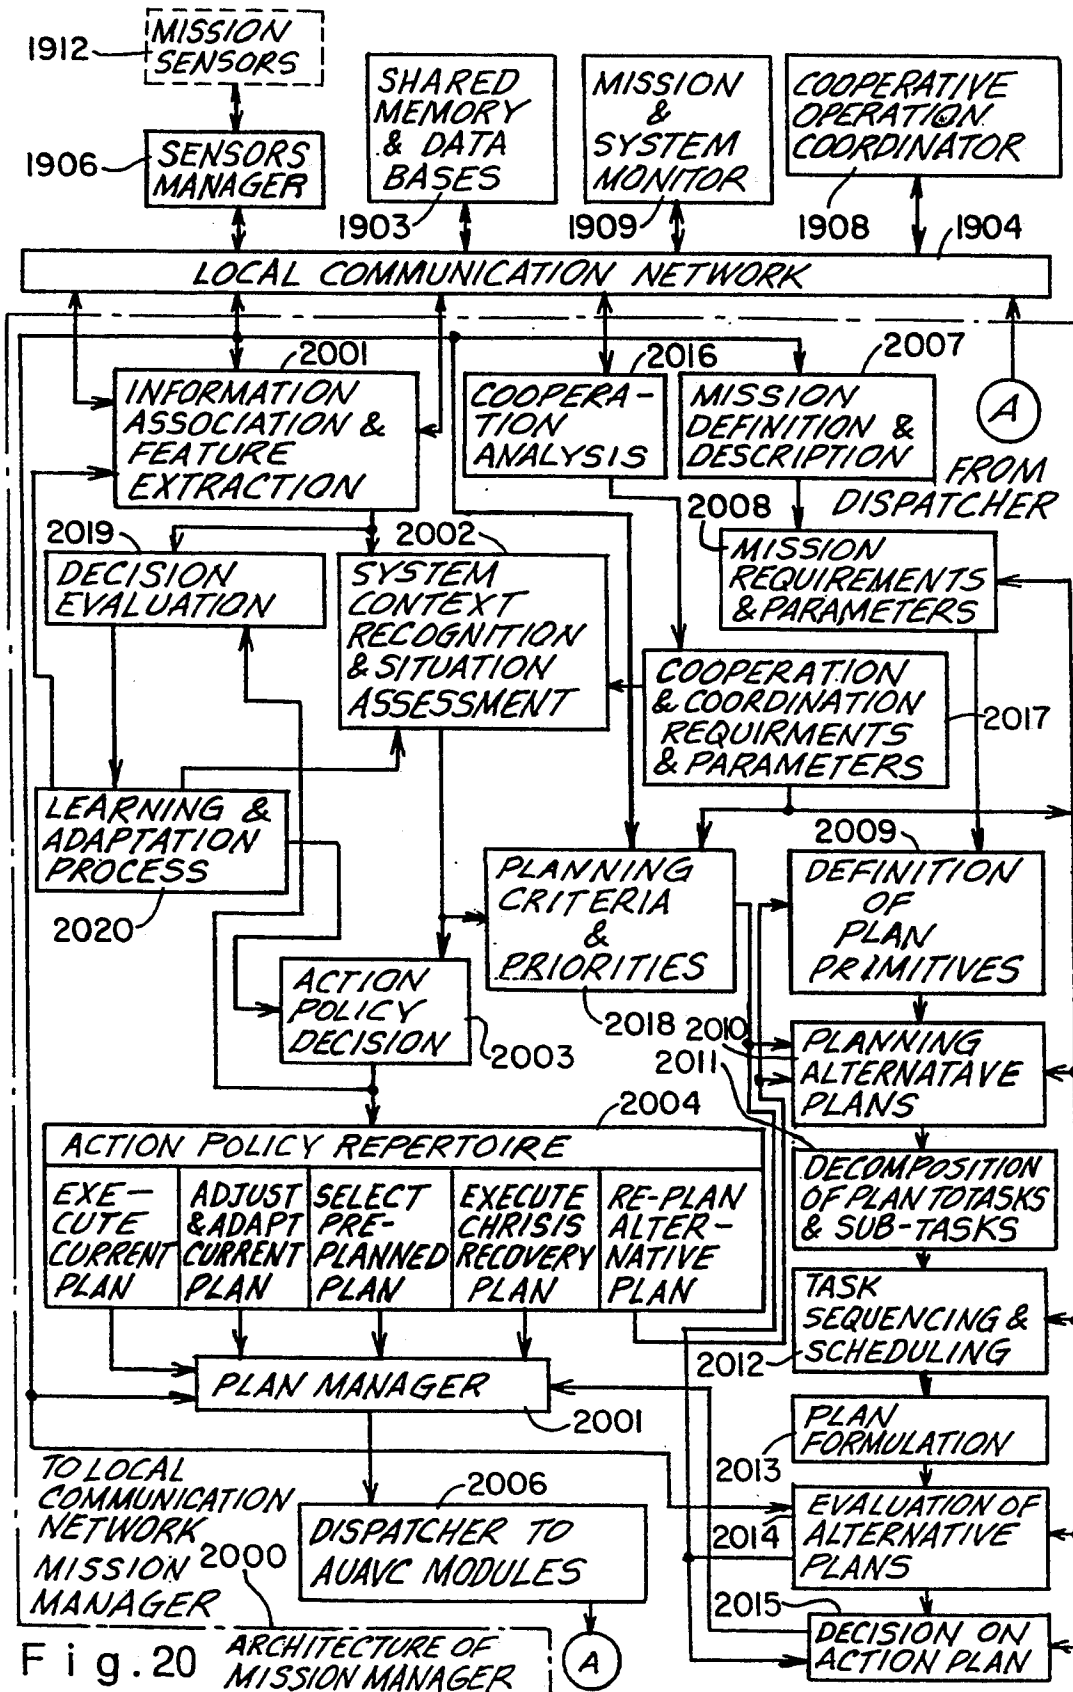 1912
MISSION
SENSORS
1906
SENSORS
MANAGER
SHARED
MEMORY
& DATA
BASES
1903
MISSION
&
SYSTEM
MONITOR
1909
COOPERATIVE
OPERATION
COORDINATOR
1908
1904
LOCAL COMMUNICATION NETWORK
2001
INFORMATION
ASSOCIATION &
FEATURE
EXTRACTION
2016
COOPERA-
TION
ANALYSIS
2007
MISSION
DEFINITION &
DESCRIPTION
A
FROM
DISPATCHER
2019
DECISION
EVALUATION
2002
SYSTEM
CONTEXT
RECOGNITION
& SITUATION
ASSESSMENT
2008
MISSION
REQUIREMENTS
& PARAMETERS
COOPERATION
& COORDINATION
REQUIRMENTS
& PARAMETERS
2017
LEARNING &
ADAPTATION
PROCESS
2020
PLANNING
CRITERIA
&
PRIORITIES
2018
2009
DEFINITION
OF
PLAN
PRIMITIVES
ACTION
POLICY
DECISION
2003
2010
PLANNING
ALTERNATAVE
PLANS
2011
DECOMPOSITION
OF PLAN TOTASKS
& SUB-TASKS
2004
ACTION POLICY REPERTOIRE
EXE-
CUTE
CURRENT
PLAN
ADJUST
& ADAPT
CURRENT
PLAN
SELECT
PRE-
PLANNED
PLAN
EXECUTE
CHRISIS
RECOVERY
PLAN
RE-PLAN
ALTER-
NATIVE
PLAN
TASK
SEQUENCING &
SCHEDULING
2012
PLAN MANAGER
2001
PLAN
FORMULATION
2013
TO LOCAL
COMMUNICATION
NETWORK
MISSION
MANAGER
2000
2006
DISPATCHER TO
AUAVC MODULES
EVALUATION OF
ALTERNATIVE
PLANS
2014
2015
DECISION ON
ACTION PLAN
A
Fig.20
ARCHITECTURE OF
MISSION MANAGER